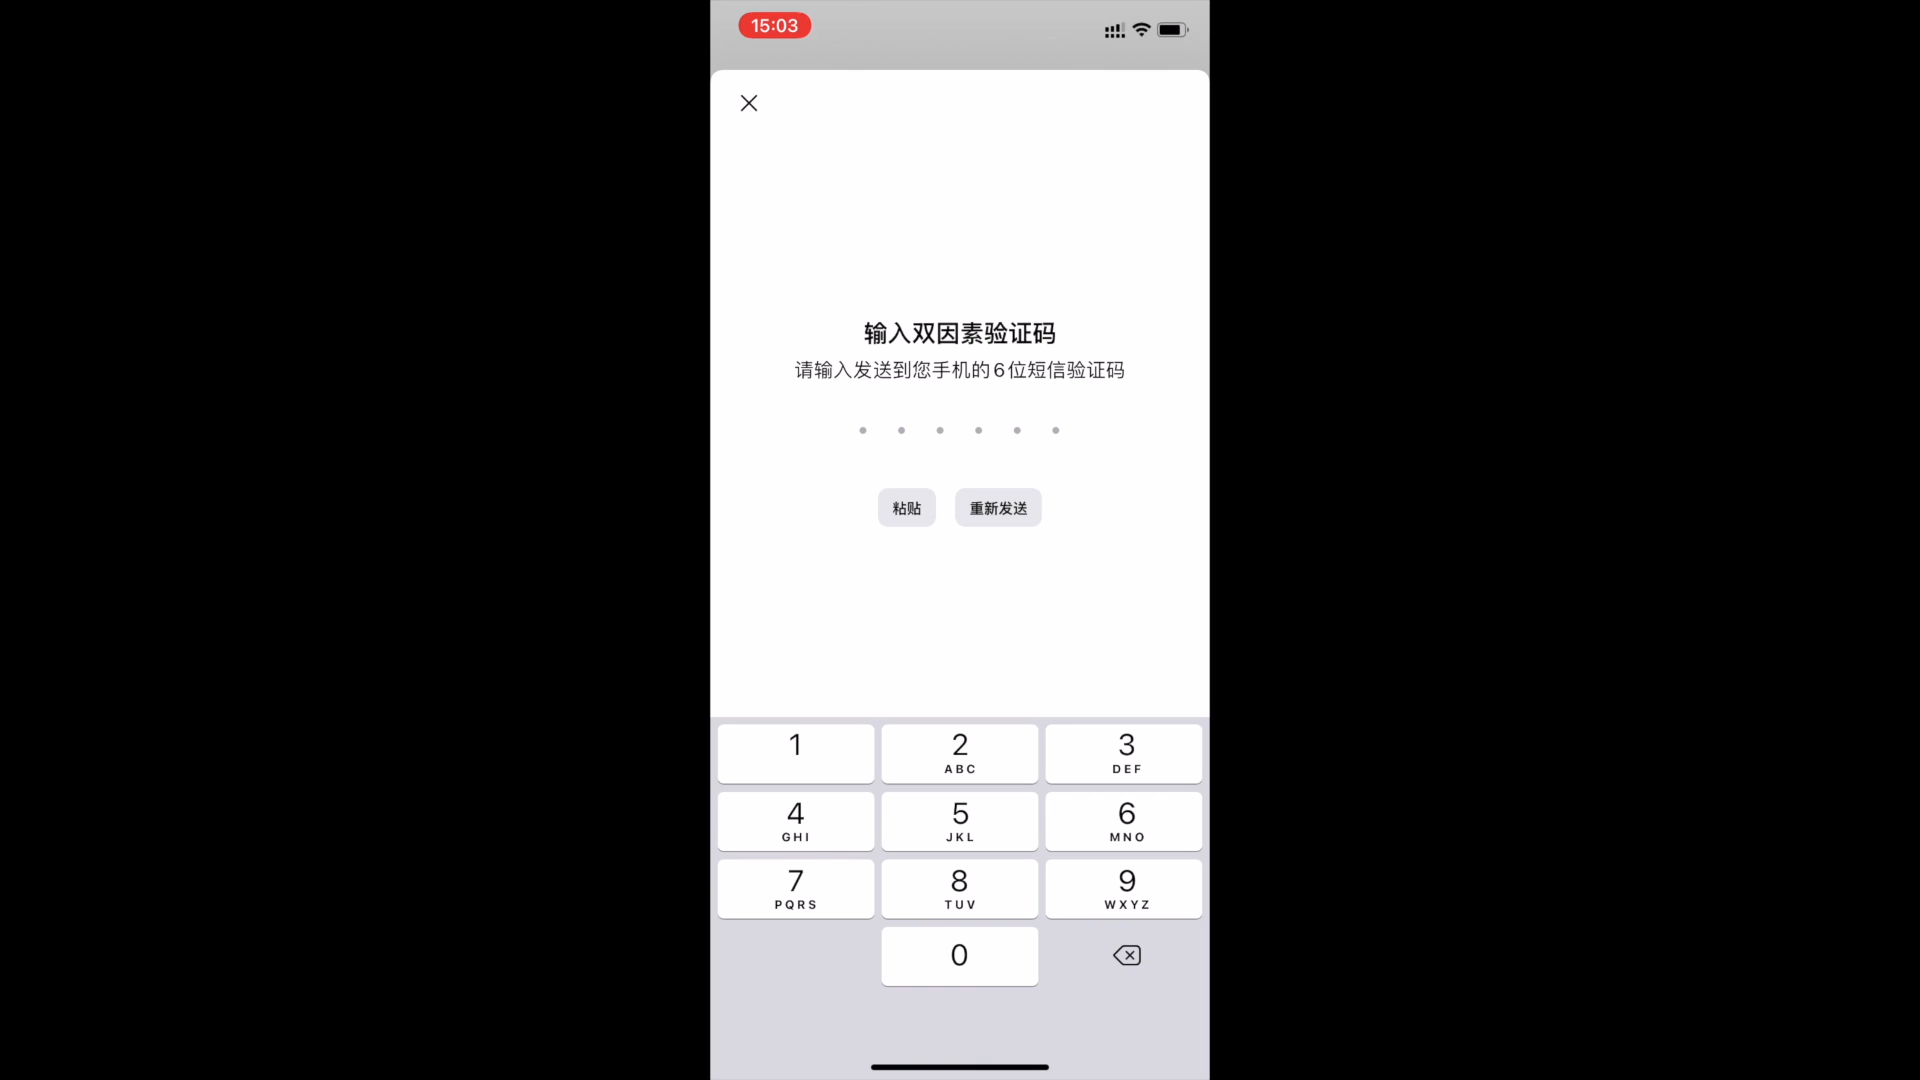 15:03
输入双因素验证码
请输入发送到您手机的6位短信验证码
粘贴 重新发送
1 2 3
ABC DEF
4 5 6
GHI JKL MNO
7 8 9
PQRS TUV WXYZ
0